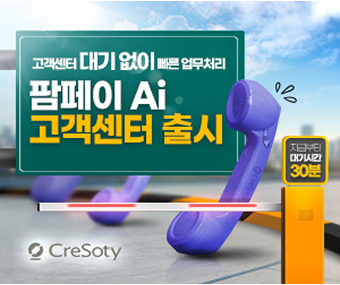 고객센터 대기 없이 빠른 업무처리
팜페이 Ai
고객센터 출시
지금부터
대기시간
30분
CreSoty